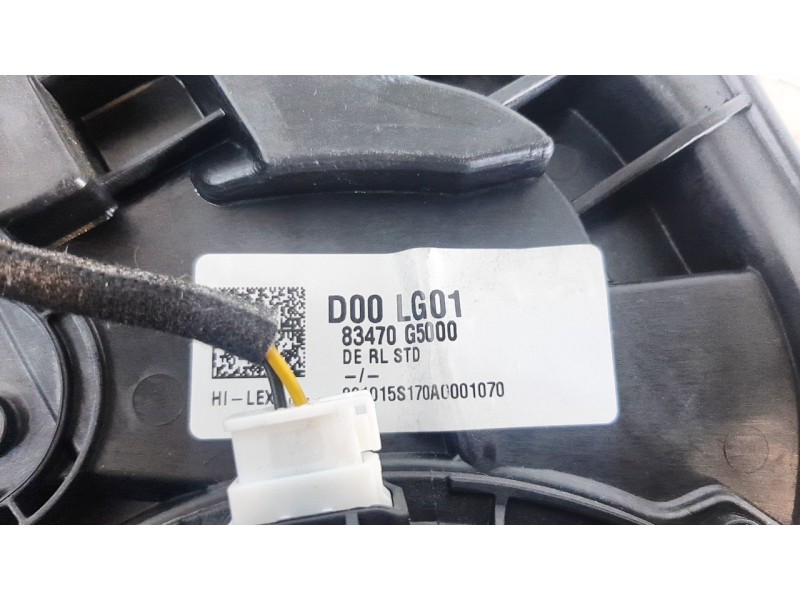 D00 LG01
83470 G5000
DE RL STD
-/-
HI-LEX